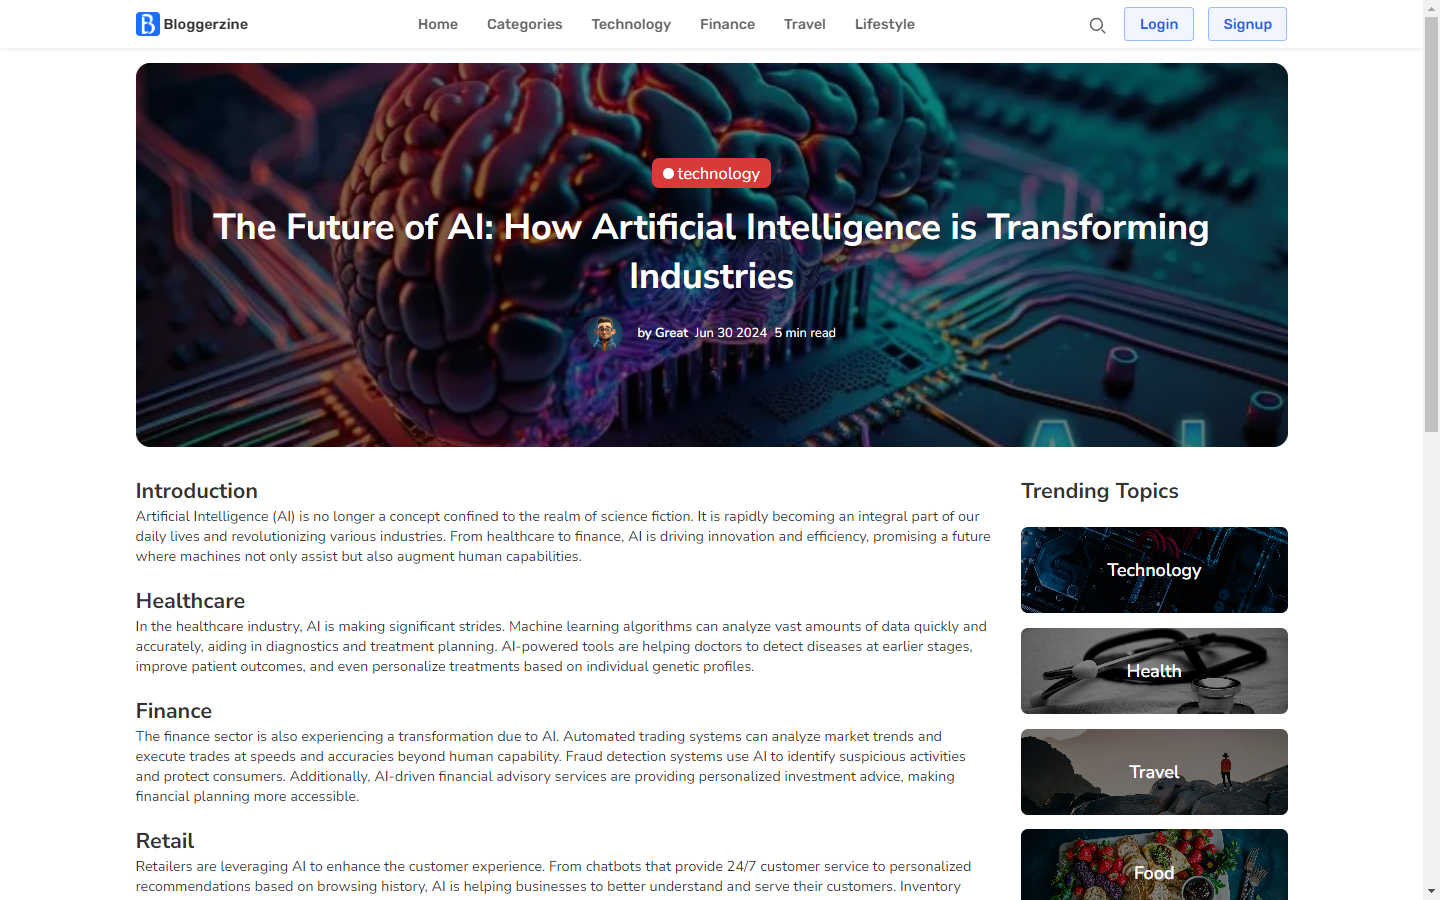 Bloggerzine
Home Categories Technology Finance Travel Lifestyle
Login Signup
technology
The Future of AI: How Artificial Intelligence is Transforming
Industries
by Great Jun 30 2024 5 min read
AI
Introduction
Artificial Intelligence (AI) is no longer a concept confined to the realm of science fiction. It is rapidly becoming an integral part of our
daily lives and revolutionizing various industries. From healthcare to finance, AI is driving innovation and efficiency, promising a future
where machines not only assist but also augment human capabilities.
Healthcare
In the healthcare industry, AI is making significant strides. Machine learning algorithms can analyze vast amounts of data quickly and
accurately, aiding in diagnostics and treatment planning. AI-powered tools are helping doctors to detect diseases at earlier stages,
improve patient outcomes, and even personalize treatments based on individual genetic profiles.
Finance
The finance sector is also experiencing a transformation due to AI. Automated trading systems can analyze market trends and
execute trades at speeds and accuracies beyond human capability. Fraud detection systems use AI to identify suspicious activities
and protect consumers. Additionally, AI-driven financial advisory services are providing personalized investment advice, making
financial planning more accessible.
Retail
Retailers are leveraging AI to enhance the customer experience. From chatbots that provide 24/7 customer service to personalized
recommendations based on browsing history, AI is helping businesses to better understand and serve their customers. Inventory
Trending Topics
Technology
Health
Travel
Food